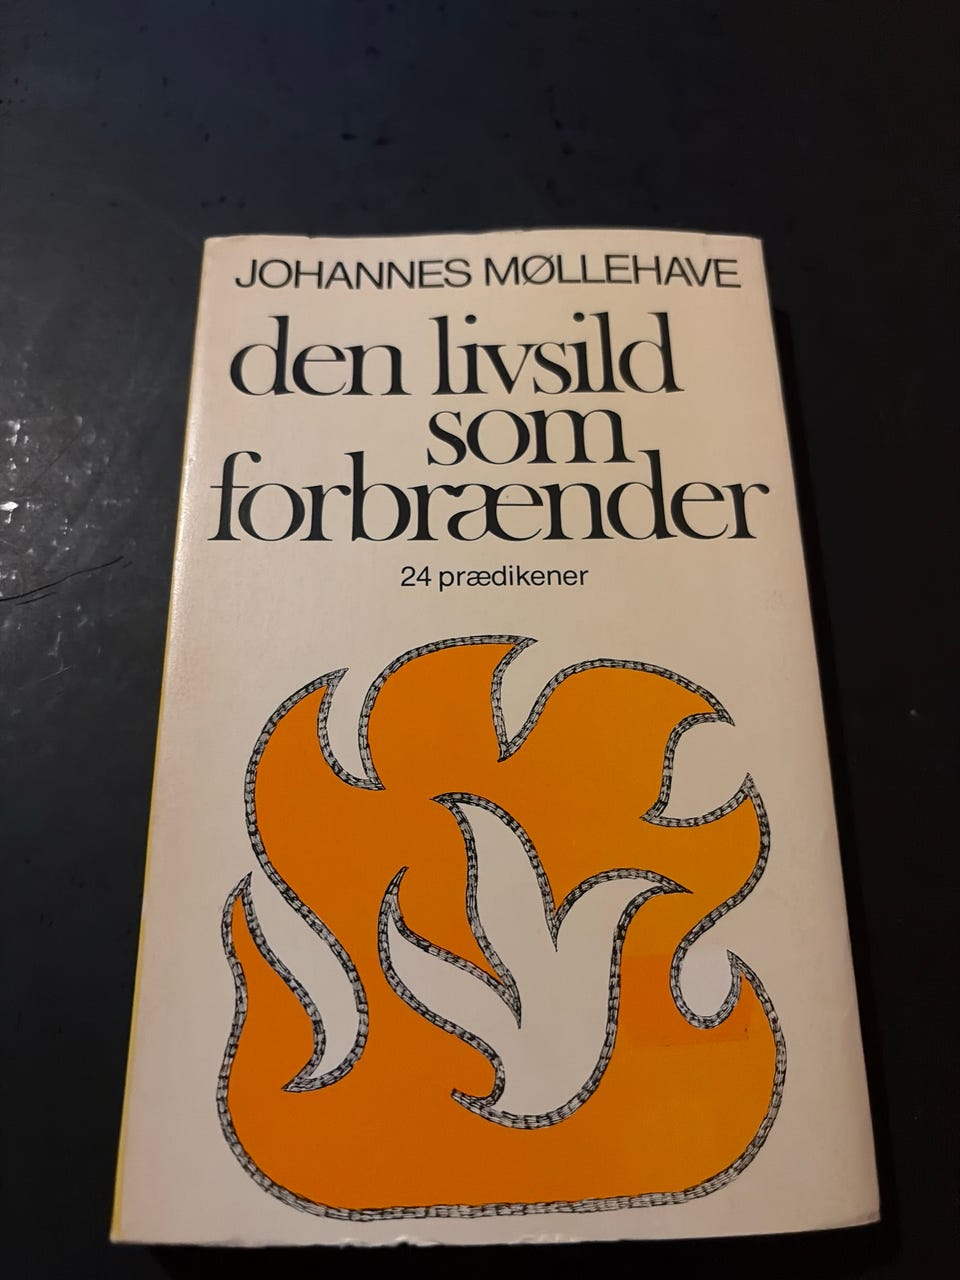 JOHANNES MØLLEHAVE
den livsild
som
forbrænder
24 prædikener